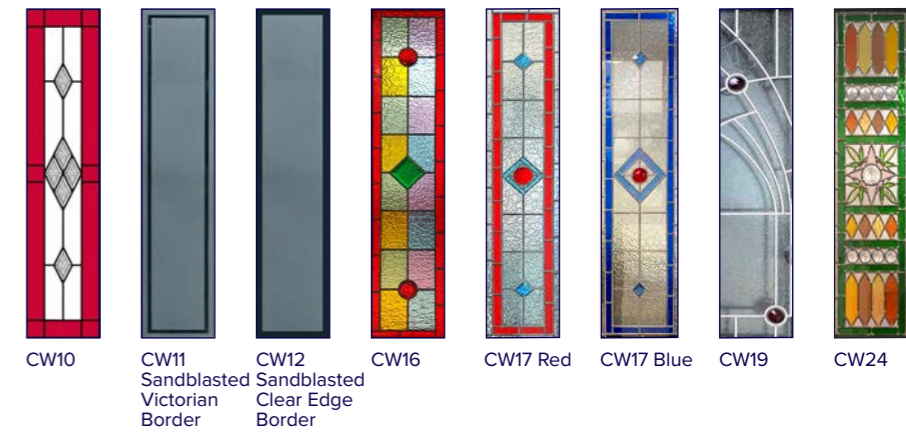 CW10
CW11
Sandblasted
Victorian
Border
CW12
Sandblasted
Clear Edge
Border
CW16
CW17 Red
CW17 Blue
CW19
CW24